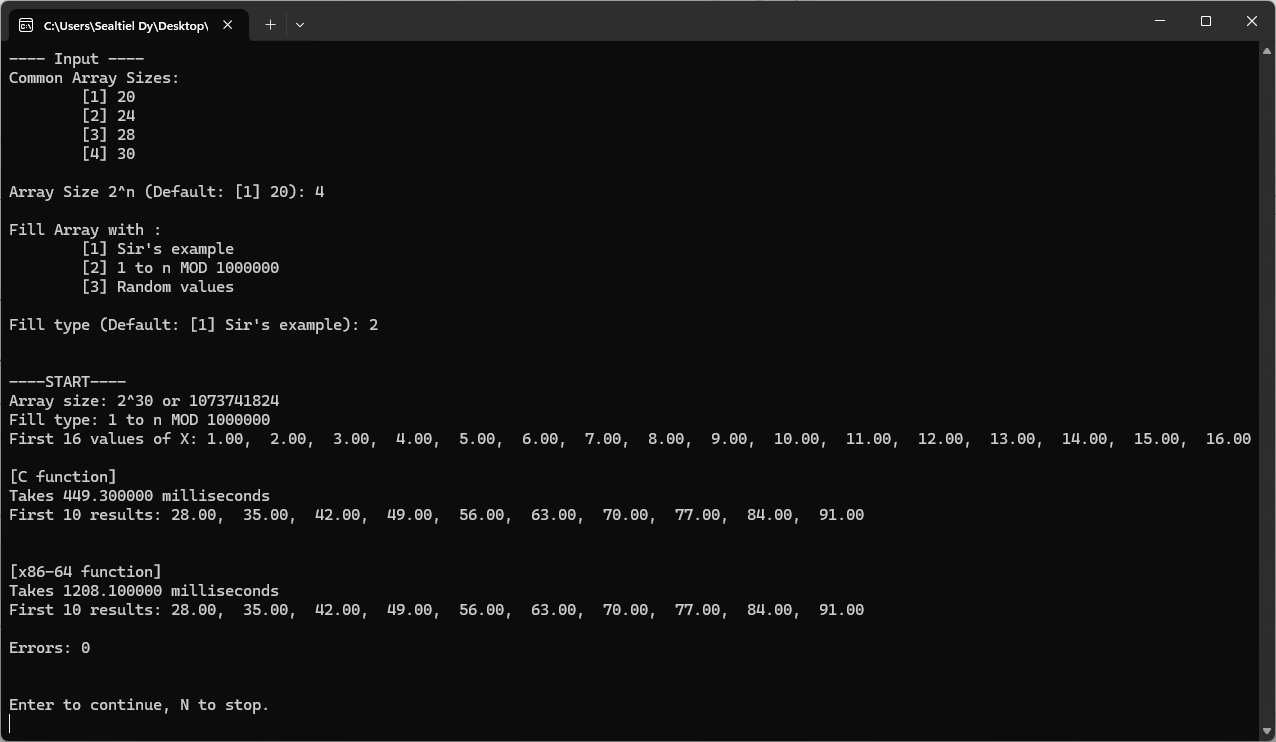 C:\Users\Sealtiel Dy\Desktop\
---- Input ----
Common Array Sizes:
[1] 20
[2] 24
[3] 28
[4] 30
Array Size 2^n (Default: [1] 20): 4
Fill Array with :
[1] Sir's example
[2] 1 to n MOD 1000000
[3] Random values
Fill type (Default: [1] Sir's example): 2
----START----
Array size: 2^30 or 1073741824
Fill type: 1 to n MOD 1000000
First 16 values of X: 1.00, 2.00, 3.00, 4.00, 5.00, 6.00, 7.00, 8.00, 9.00, 10.00, 11.00, 12.00, 13.00, 14.00, 15.00, 16.00
[C function]
Takes 449.300000 milliseconds
First 10 results: 28.00, 35.00, 42.00, 49.00, 56.00, 63.00, 70.00, 77.00, 84.00, 91.00
[x86-64 function]
Takes 1208.100000 milliseconds
First 10 results: 28.00, 35.00, 42.00, 49.00, 56.00, 63.00, 70.00, 77.00, 84.00, 91.00
Errors: 0
Enter to continue, N to stop.